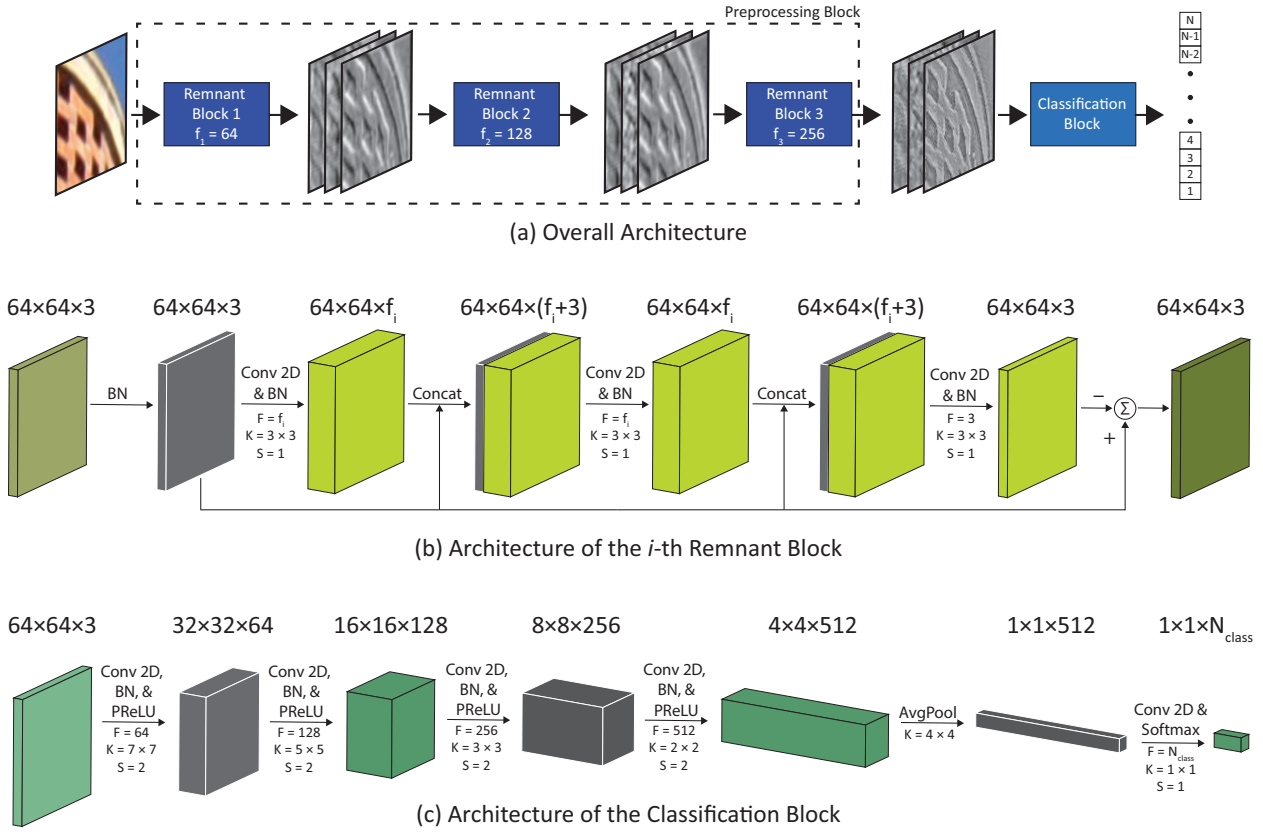 Preprocessing Block
Remnant
Block 1
f₁ = 64
Remnant
Block 2
f₂ = 128
Remnant
Block 3
f₃ = 256
Classification
Block
N
N-1
N-2
4
3
2
1
(a) Overall Architecture
64×64×3
64×64×3
64×64×fᵢ
64×64×(fᵢ+3)
64×64×fᵢ
64×64×(fᵢ+3)
64×64×3
64×64×3
BN
Conv 2D
& BN
F = fᵢ
K = 3 × 3
S = 1
Concat
Conv 2D
& BN
F = fᵢ
K = 3 × 3
S = 1
Concat
Conv 2D
& BN
F = 3
K = 3 × 3
S = 1
−
Σ
+
(b) Architecture of the i-th Remnant Block
64×64×3
32×32×64
16×16×128
8×8×256
4×4×512
1×1×512
1×1×N_class
Conv 2D,
BN, &
PReLU
F = 64
K = 7 × 7
S = 2
Conv 2D,
BN, &
PReLU
F = 128
K = 5 × 5
S = 2
Conv 2D,
BN, &
PReLU
F = 256
K = 3 × 3
S = 2
Conv 2D,
BN, &
PReLU
F = 512
K = 2 × 2
S = 2
AvgPool
K = 4 × 4
Conv 2D &
Softmax
F = N_class
K = 1 × 1
S = 1
(c) Architecture of the Classification Block